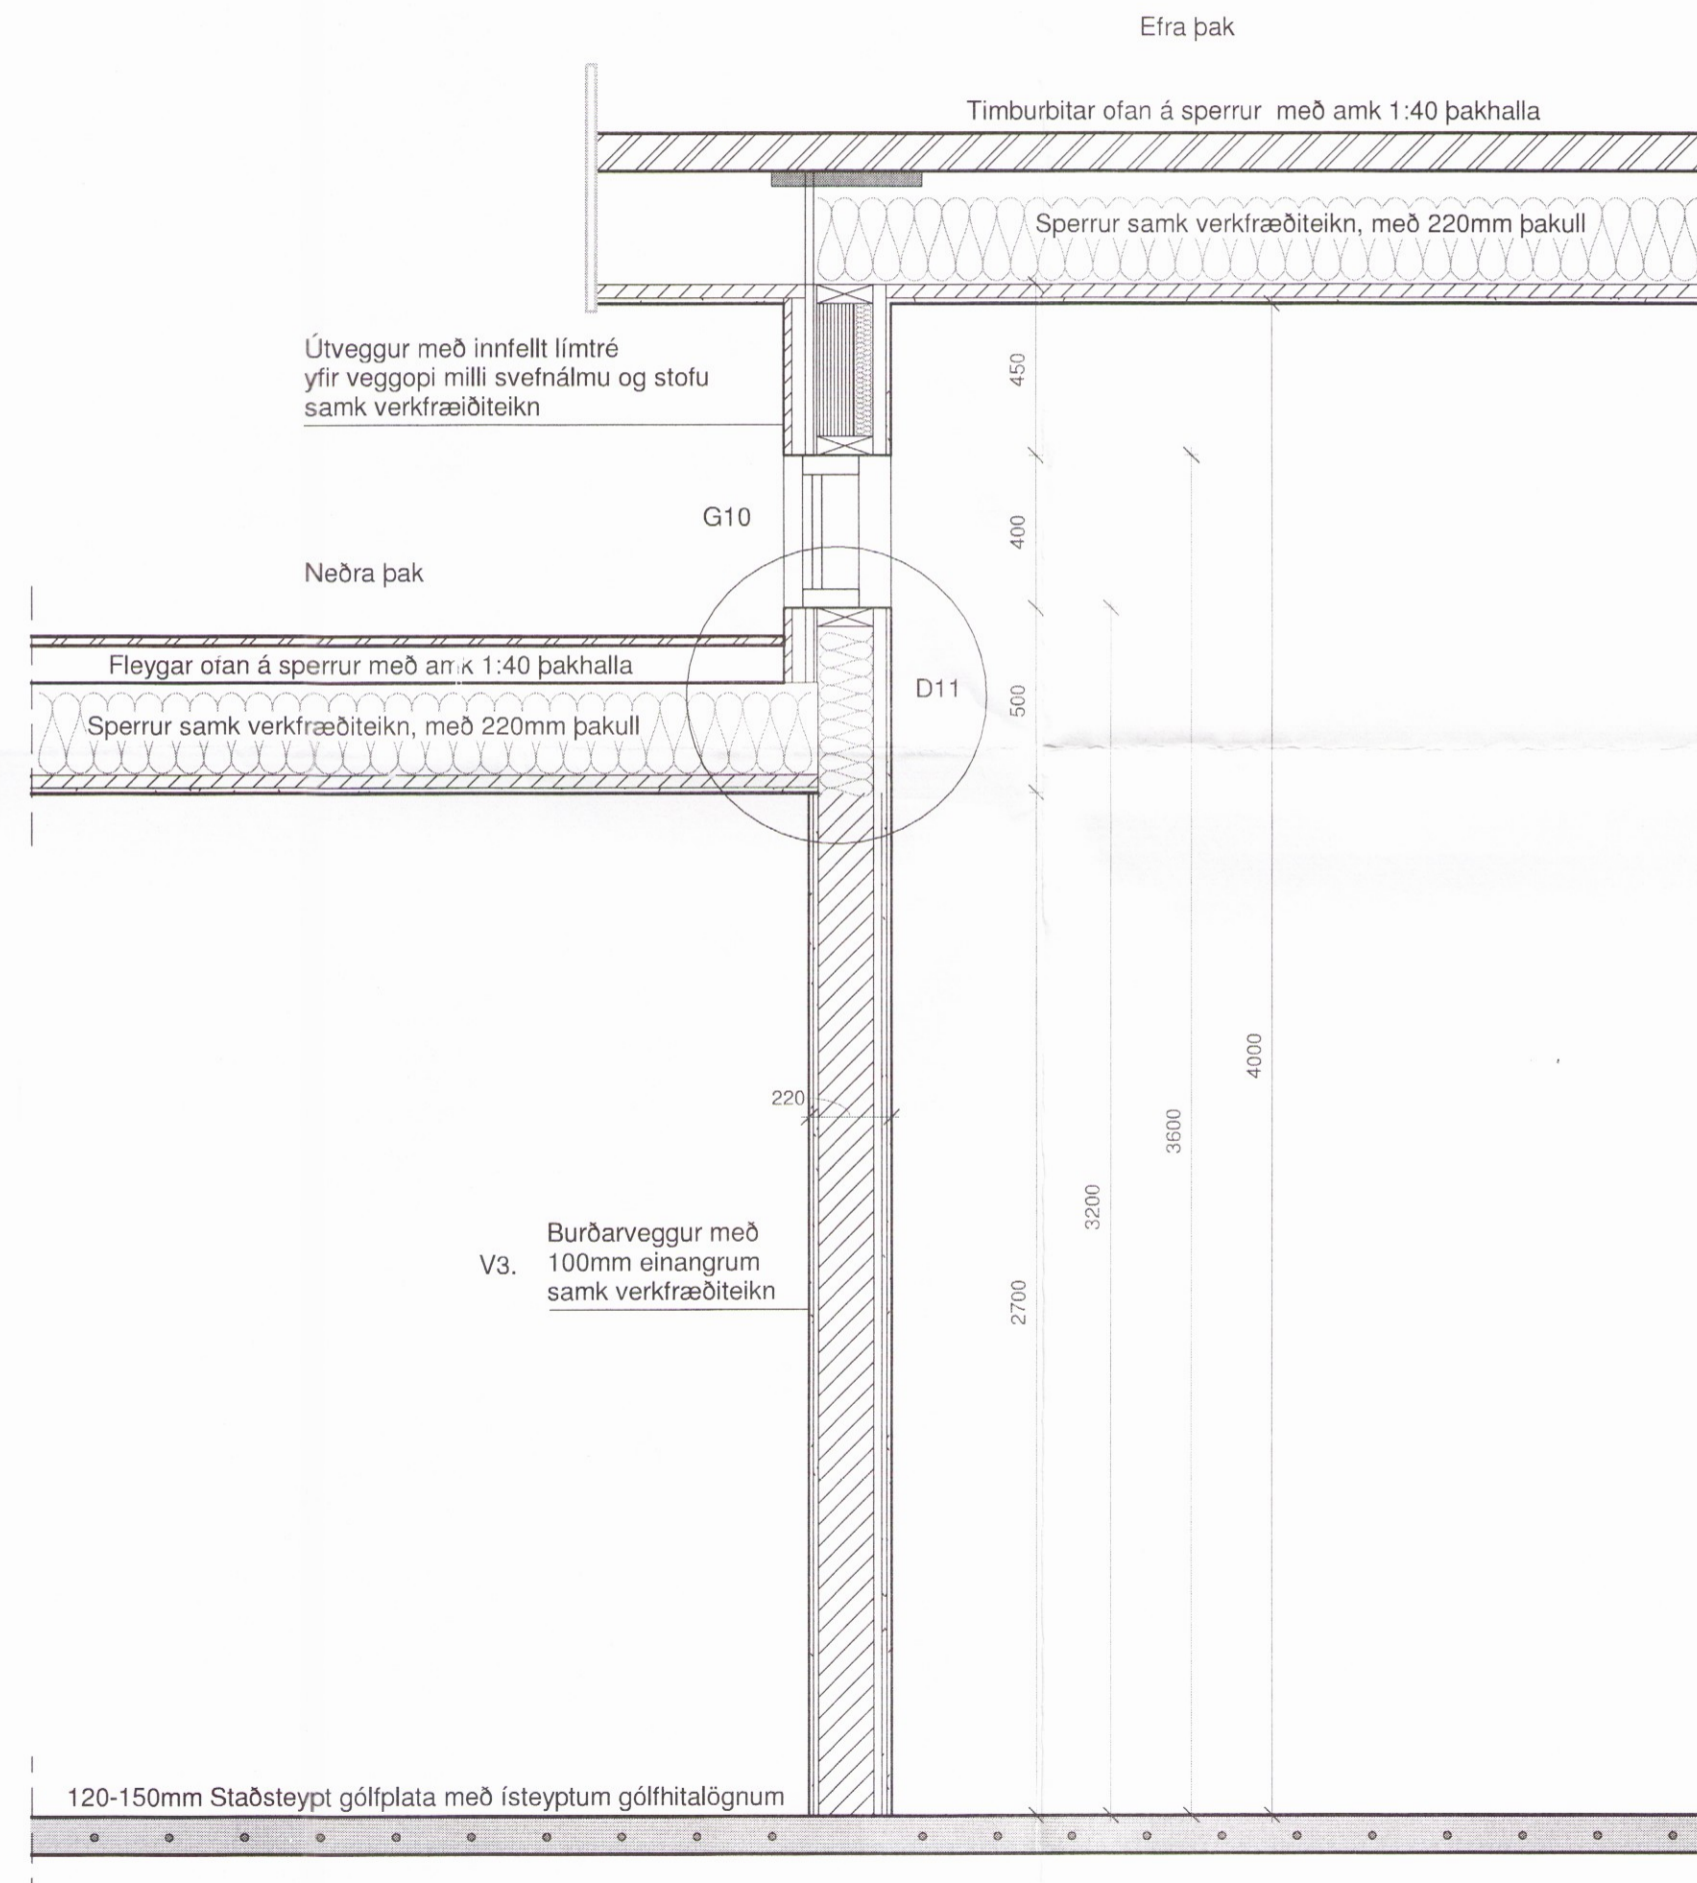 Efra þak
Timburbitar ofan á sperrur með amk 1:40 þakhalla
Sperrur samk verkfræðiteikn, með 220mm þakull
Útveggur með innfellt límtré
yfir veggopi milli svefnálmu og stofu
samk verkfræiðiteikn
450
G10
400
Neðra þak
Fleygar ofan á sperrur með amk 1:40 þakhalla
D11
500
Sperrur samk verkfræðiteikn, með 220mm þakull
4000
220
3600
3200
Burðarveggur með
V3. 100mm einangrum
samk verkfræðiteikn
2700
120-150mm Staðsteypt gólfplata með ísteyptum gólfhitalögnum